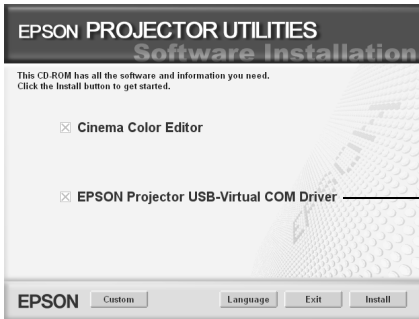 EPSON PROJECTOR UTILITIES
Software Installation
This CD-ROM has all the software and information you need.
Click the Install button to get started.
Cinema Color Editor
EPSON Projector USB-Virtual COM Driver
EPSON
EPSON Custom Language Exit Install